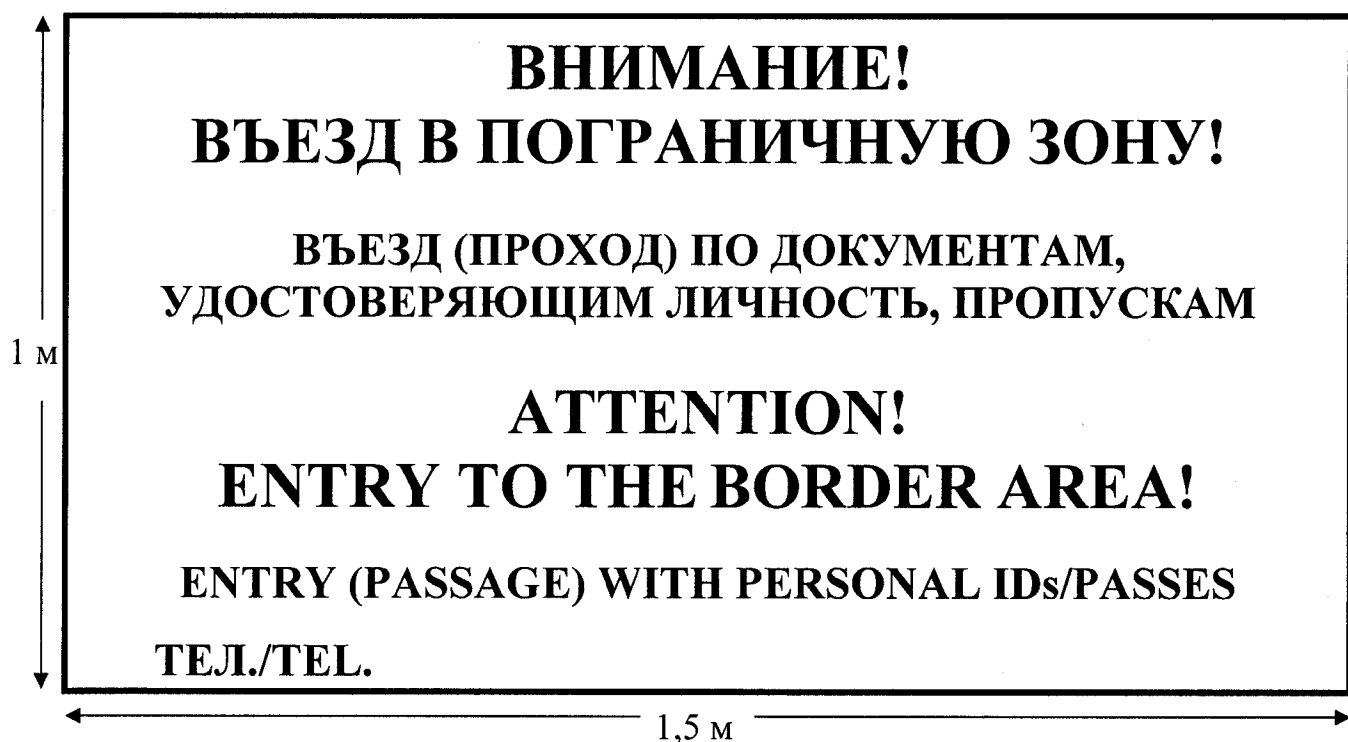 ВНИМАНИЕ!
ВЪЕЗД В ПОГРАНИЧНУЮ ЗОНУ!
ВЪЕЗД (ПРОХОД) ПО ДОКУМЕНТАМ,
УДОСТОВЕРЯЮЩИМ ЛИЧНОСТЬ, ПРОПУСКАМ
1 м
ATTENTION!
ENTRY TO THE BORDER AREA!
ENTRY (PASSAGE) WITH PERSONAL IDs/PASSES
ТЕЛ./TEL.
1,5 м